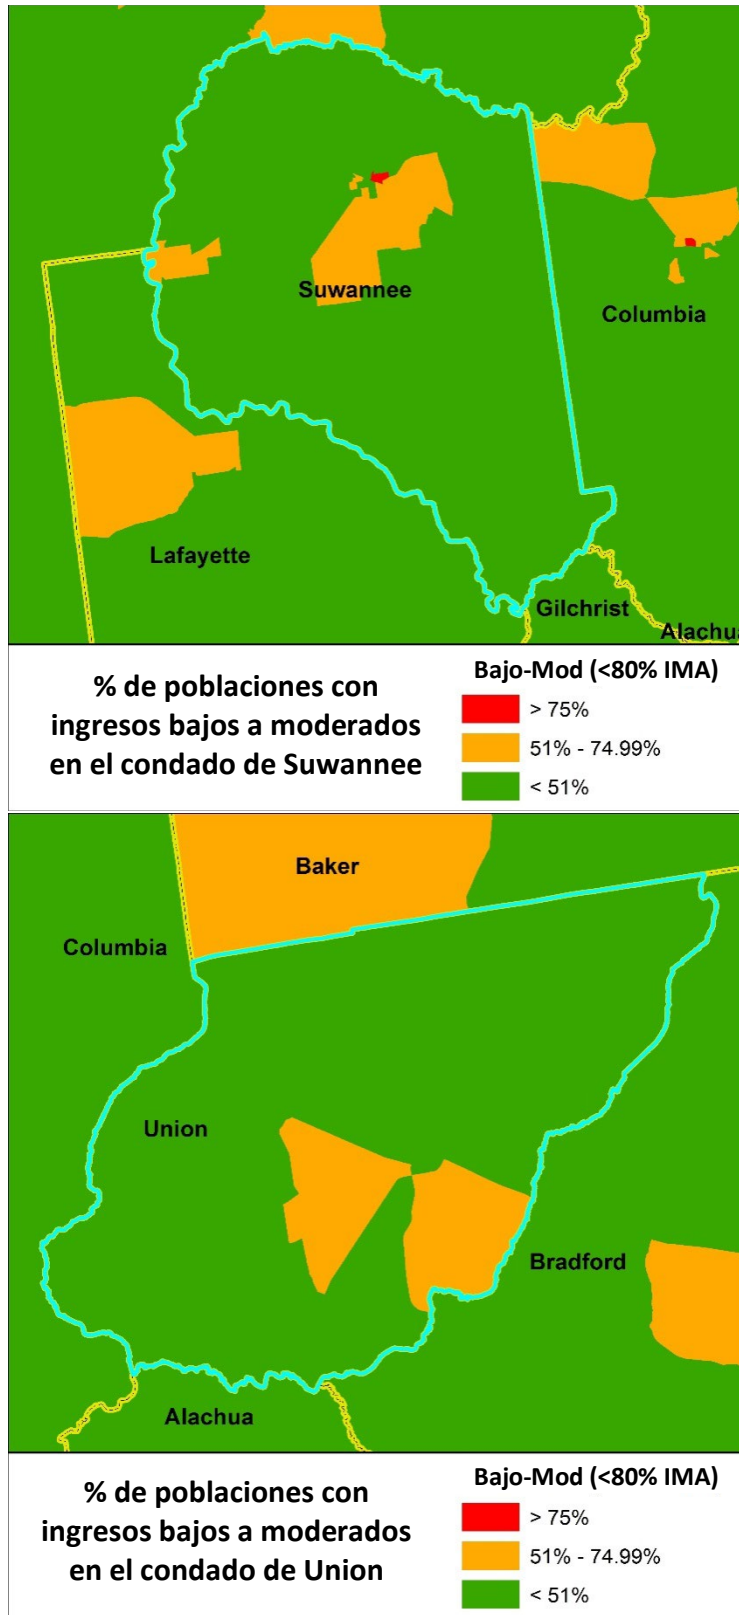 Suwannee
Columbia
Lafayette
Gilchrist
Alachua
% de poblaciones con
ingresos bajos a moderados
en el condado de Suwannee
Bajo-Mod (<80% IMA)
> 75%
51% - 74.99%
< 51%
Baker
Columbia
Union
Bradford
Alachua
% de poblaciones con
ingresos bajos a moderados
en el condado de Union
Bajo-Mod (<80% IMA)
> 75%
51% - 74.99%
< 51%